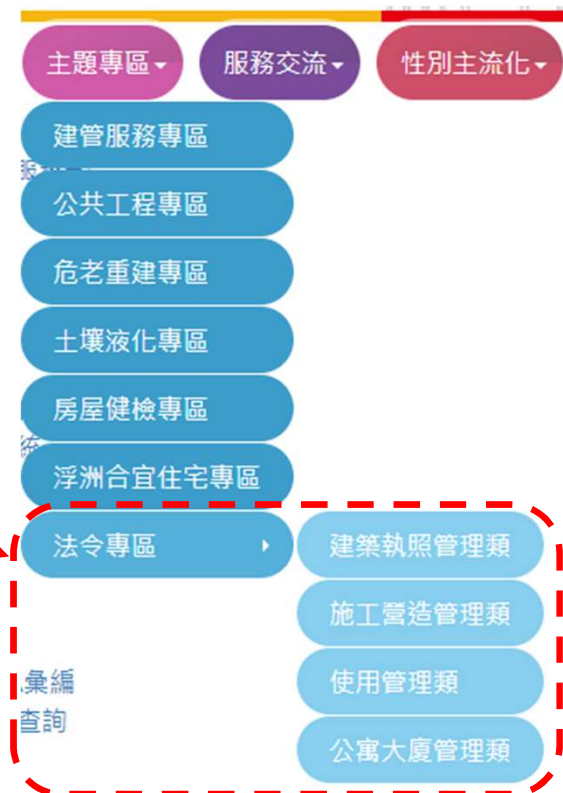 主題專區 服務交流 性別主流化
建管服務專區
公共工程專區
危老重建專區
土壤液化專區
房屋健檢專區
浮洲合宜住宅專區
法令專區 建築執照管理類
施工營造管理類
彙編 使用管理類
查詢
公寓大廈管理類